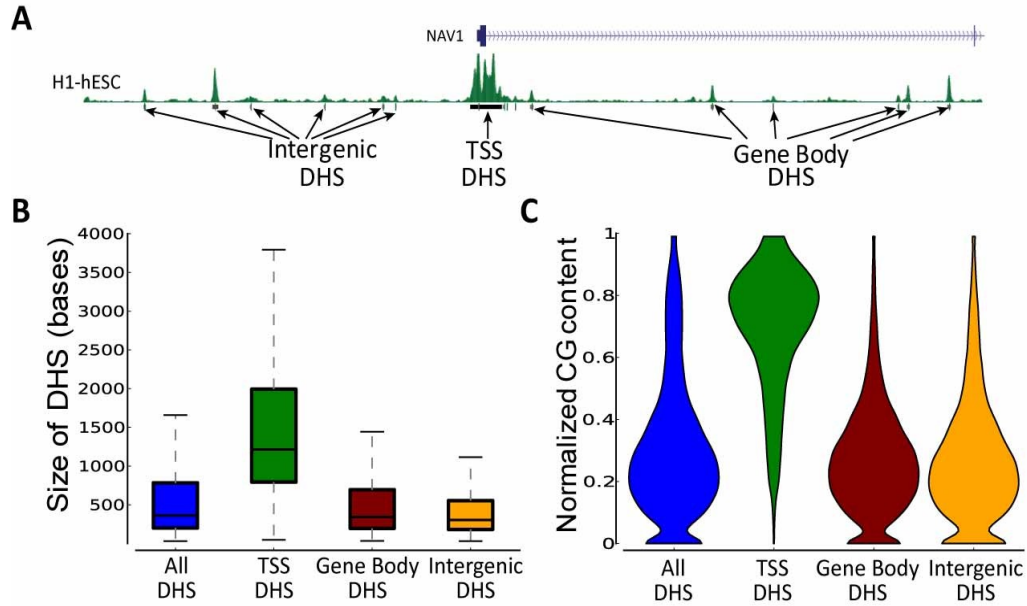 A
NAV1
H1-hESC
Intergenic
DHS
TSS
DHS
Gene Body
DHS
B
Size of DHS (bases)
4000
3500
3000
2500
2000
1500
1000
500
All
DHS
TSS
DHS
Gene Body
DHS
Intergenic
DHS
C
Normalized CG content
1
0.8
0.6
0.4
0.2
0
All
DHS
TSS
DHS
Gene Body
DHS
Intergenic
DHS